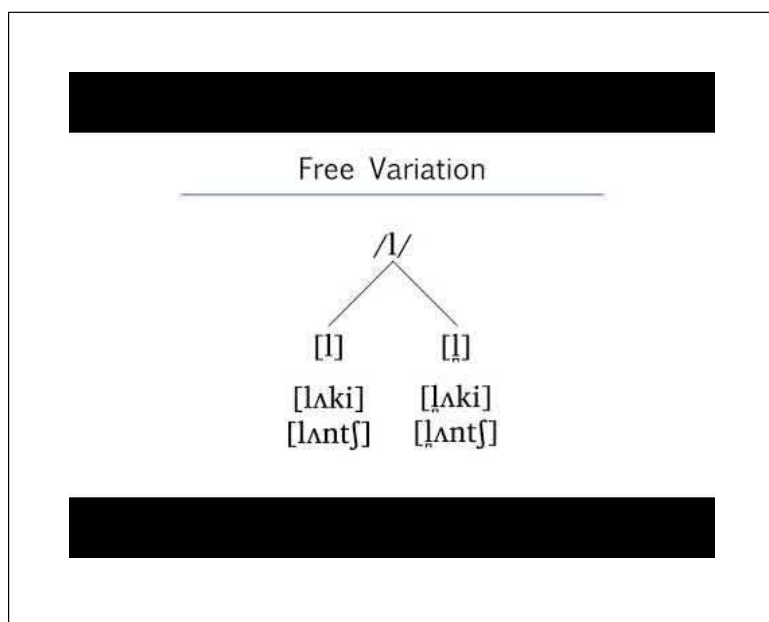 Free Variation
/l/
[l] [l̪]
[lʌki] [l̪ʌki]
[lʌntʃ] [l̪ʌntʃ]